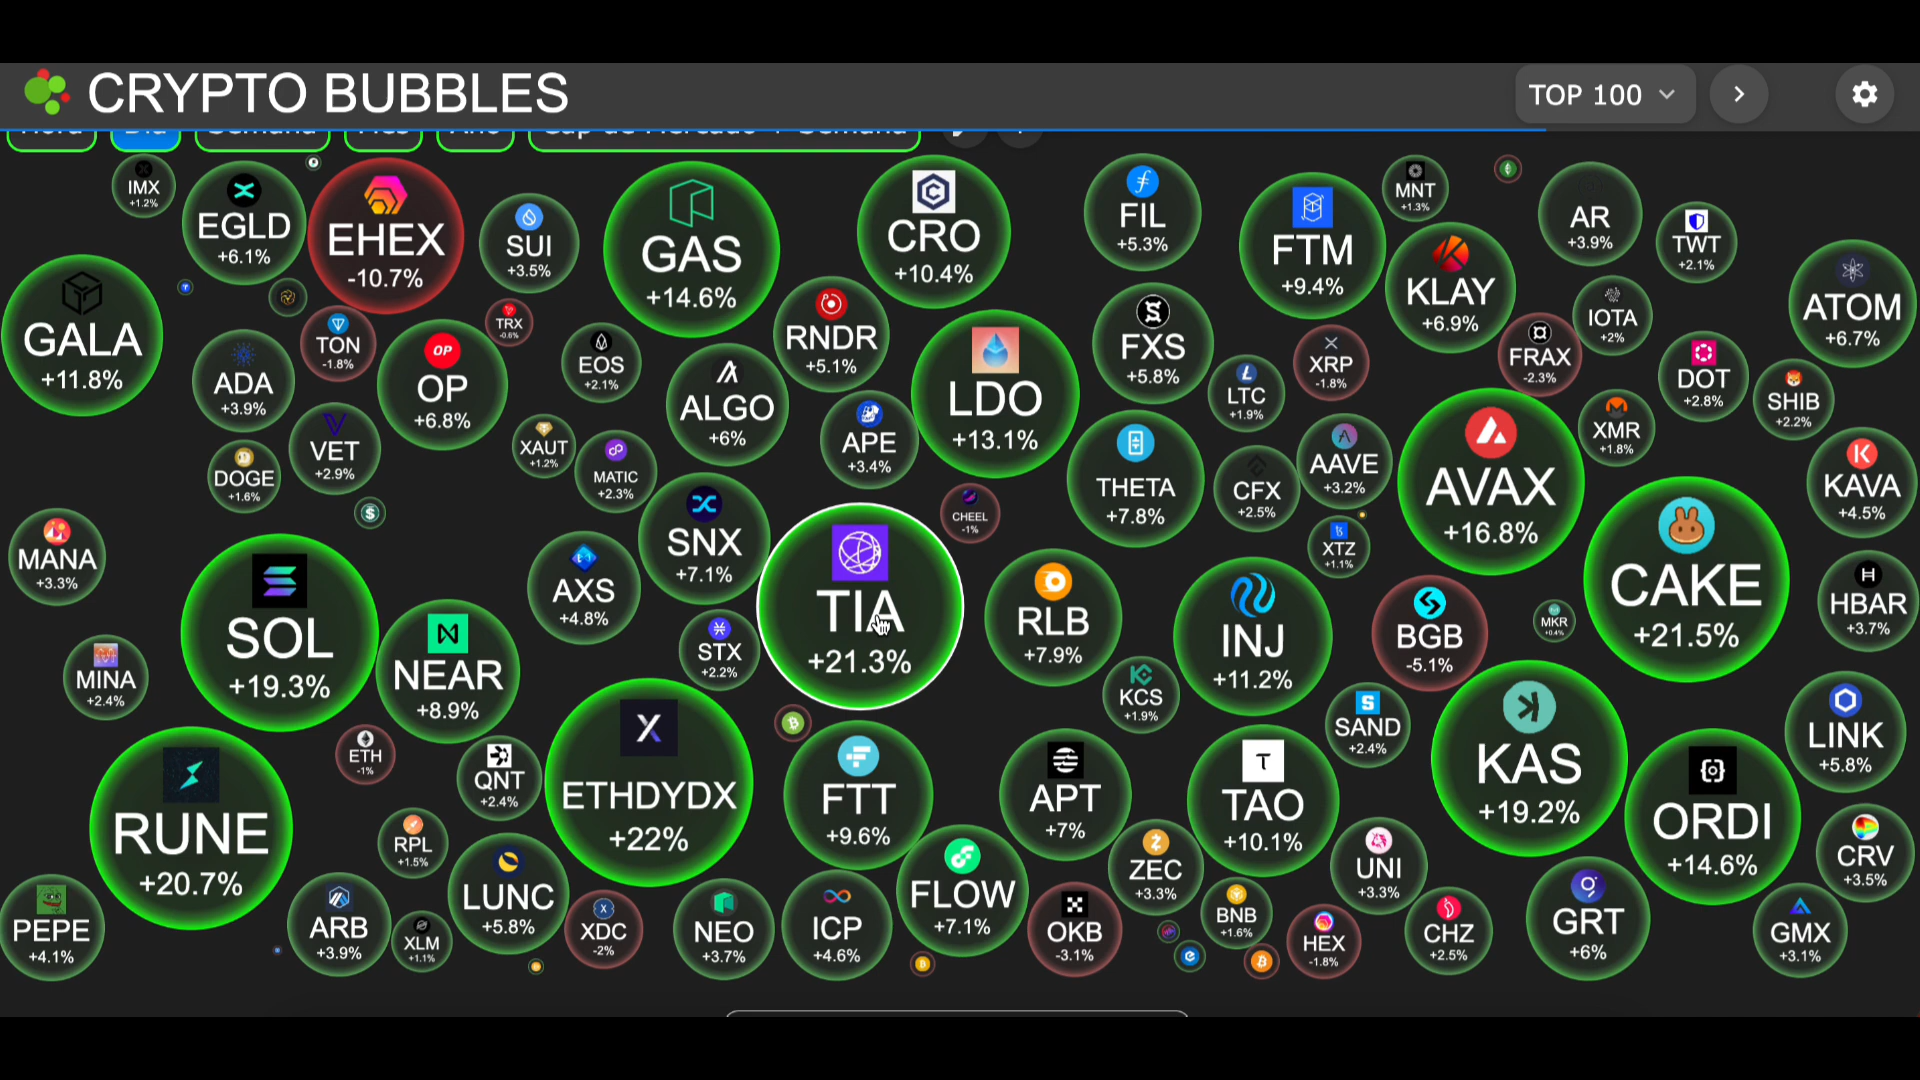 CRYPTO BUBBLES
TOP 100
Hora
Día
Semana
Mes
Año
Cap de Mercado + Semana
IMX
+1.2%
EGLD
+6.1%
EHEX
-10.7%
SUI
+3.5%
GAS
+14.6%
CRO
+10.4%
FIL
+5.3%
FTM
+9.4%
MNT
+1.3%
AR
+3.9%
TWT
+2.1%
ATOM
+6.7%
GALA
+11.8%
ADA
+3.9%
TON
-1.8%
OP
+6.8%
TRX
-0.6%
EOS
+2.1%
RNDR
+5.1%
ALGO
+6%
LDO
+13.1%
FXS
+5.8%
XRP
-1.8%
KLAY
+6.9%
FRAX
-2.3%
IOTA
+2%
DOT
+2.8%
SHIB
+2.2%
LTC
+1.9%
DOGE
+1.6%
VET
+2.9%
XAUT
+1.2%
MATIC
+2.3%
APE
+3.4%
THETA
+7.8%
CFX
+2.5%
AAVE
+3.2%
AVAX
+16.8%
XMR
+1.8%
KAVA
+4.5%
MANA
+3.3%
SNX
+7.1%
CHEEL
-1%
XTZ
+1.1%
CAKE
+21.5%
HBAR
+3.7%
SOL
+19.3%
AXS
+4.8%
TIA
+21.3%
RLB
+7.9%
INJ
+11.2%
BGB
-5.1%
MKR
+0.4%
MINA
+2.4%
NEAR
+8.9%
STX
+2.2%
KCS
+1.9%
SAND
+2.4%
KAS
+19.2%
LINK
+5.8%
RUNE
+20.7%
ETH
-1%
QNT
+2.4%
ETHDYDX
+22%
FTT
+9.6%
APT
+7%
TAO
+10.1%
ORDI
+14.6%
RPL
+1.5%
LUNC
+5.8%
FLOW
+7.1%
ZEC
+3.3%
UNI
+3.3%
CRV
+3.5%
PEPE
+4.1%
ARB
+3.9%
XLM
+1.1%
XDC
-2%
NEO
+3.7%
ICP
+4.6%
OKB
-3.1%
BNB
+1.6%
HEX
-1.8%
CHZ
+2.5%
GRT
+6%
GMX
+3.1%